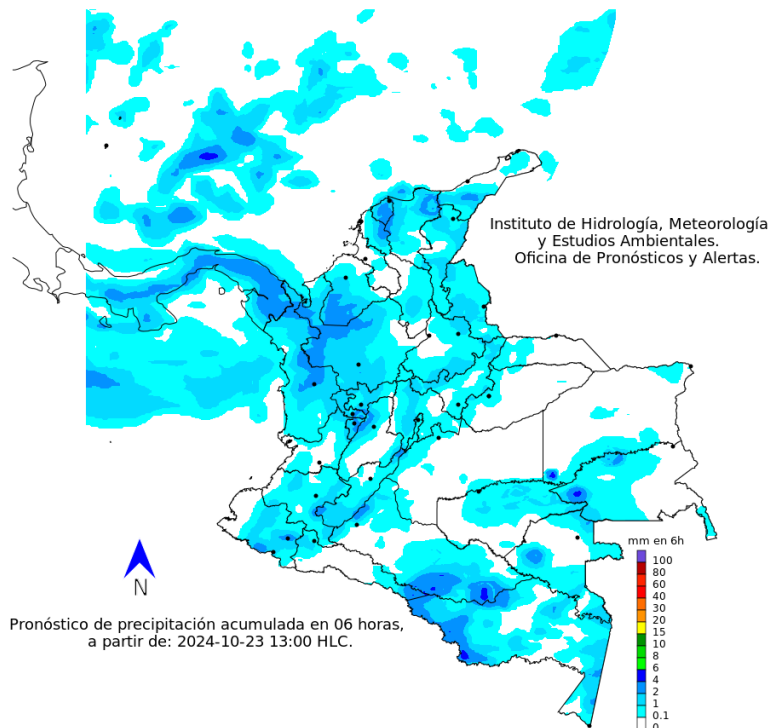 Instituto de Hidrología, Meteorología
y Estudios Ambientales.
Oficina de Pronósticos y Alertas.
N
Pronóstico de precipitación acumulada en 06 horas,
a partir de: 2024-10-23 13:00 HLC.
mm en 6h
100
80
60
40
30
20
15
10
8
6
4
2
1
0.1
0